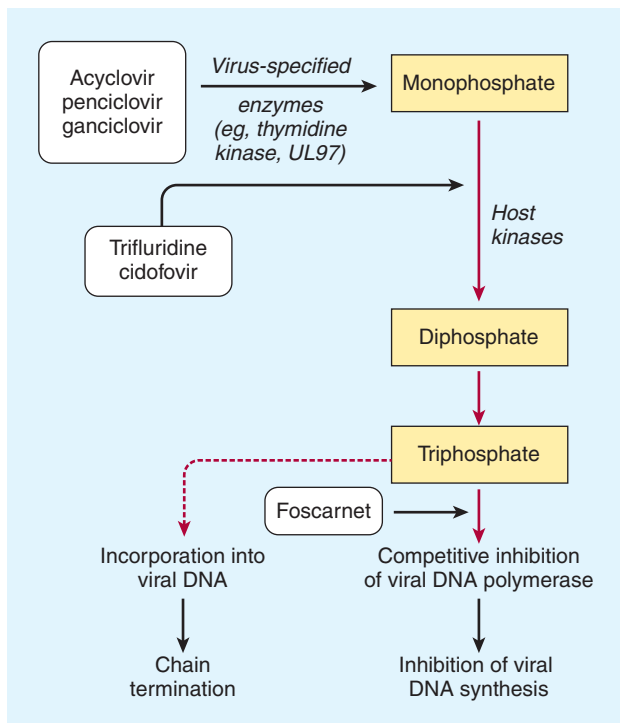 Acyclovir
penciclovir
ganciclovir
Virus-specified
enzymes
(eg, thymidine
kinase, UL97)
Monophosphate
Trifluridine
cidofovir
Host
kinases
Diphosphate
Triphosphate
Foscarnet
Incorporation into
viral DNA
Competitive inhibition
of viral DNA polymerase
Chain
termination
Inhibition of viral
DNA synthesis